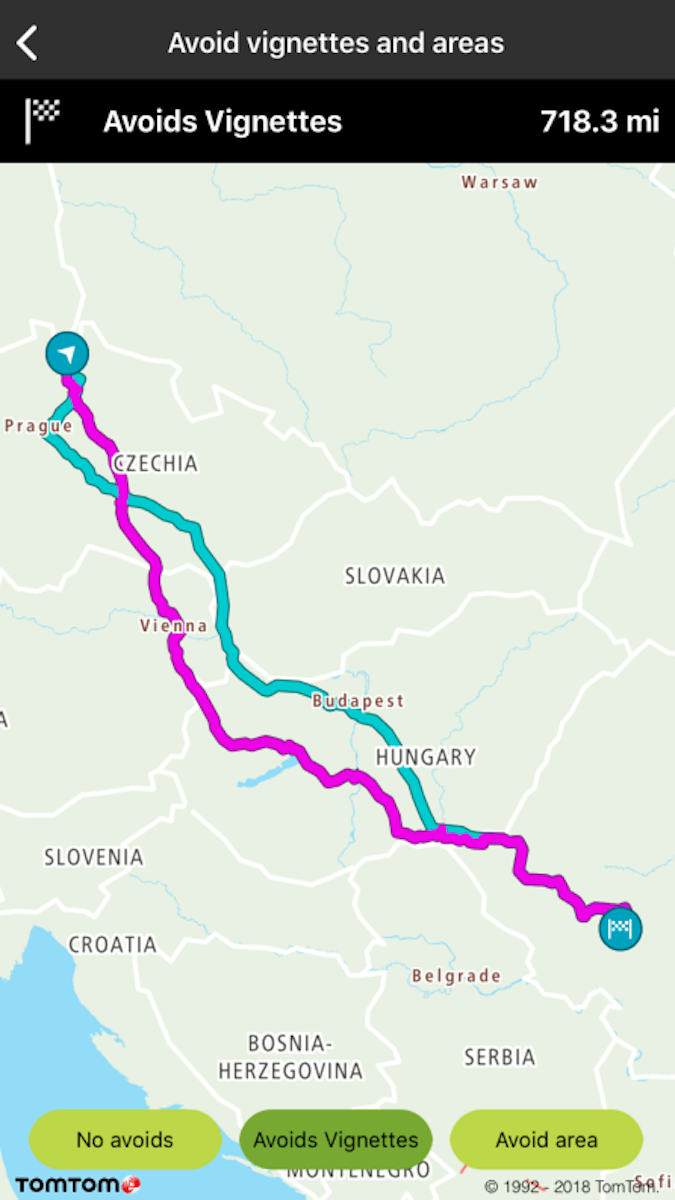 Avoid vignettes and areas
Avoids Vignettes 718.3 mi
Warsaw
Prague
CZECHIA
SLOVAKIA
Vienna
Budapest
HUNGARY
A
SLOVENIA
CROATIA
Belgrade
BOSNIA-
HERZEGOVINA
SERBIA
No avoids Avoids Vignettes Avoid area
MONTENEGRO
TOMTOM
© 1992 - 2018 TomTom.
Sofi